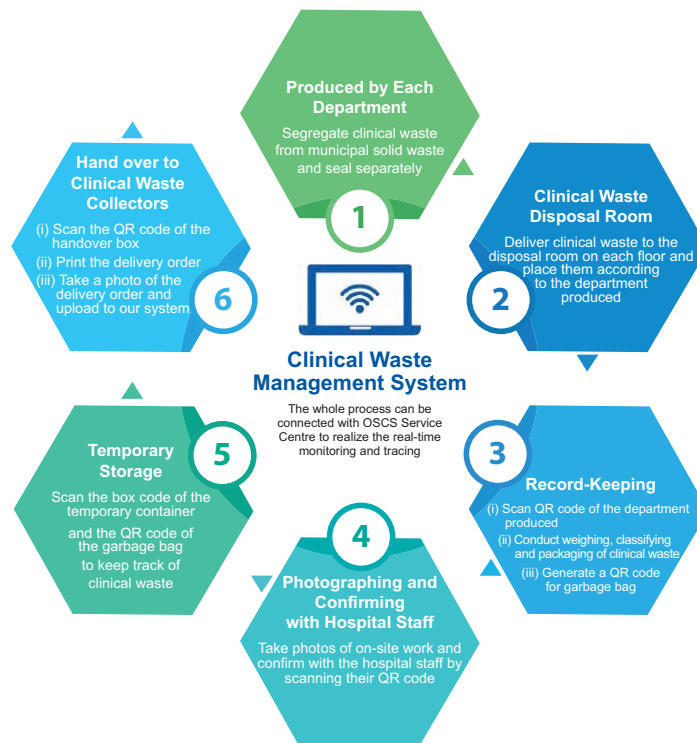 Produced by Each
Department
Segregate clinical waste
from municipal solid waste
and seal separately
1
Clinical Waste
Disposal Room
Deliver clinical waste to the
disposal room on each floor and
place them according
to the department
produced
2
3
Record-Keeping
(i) Scan QR code of the department
produced
(ii) Conduct weighing, classifying
and packaging of clinical waste
(iii) Generate a QR code
for garbage bag
4
Photographing and
Confirming
with Hospital Staff
Take photos of on-site work and
confirm with the hospital staff by
scanning their QR code
5
Temporary
Storage
Scan the box code of the
temporary container
and the QR code of
the garbage bag
to keep track of
clinical waste
Hand over to
Clinical Waste
Collectors
(i) Scan the QR code of the
handover box
(ii) Print the delivery order
(iii) Take a photo of the
delivery order and
upload to our system
6
Clinical Waste
Management System
The whole process can be
connected with OSCS Service
Centre to realize the real-time
monitoring and tracing